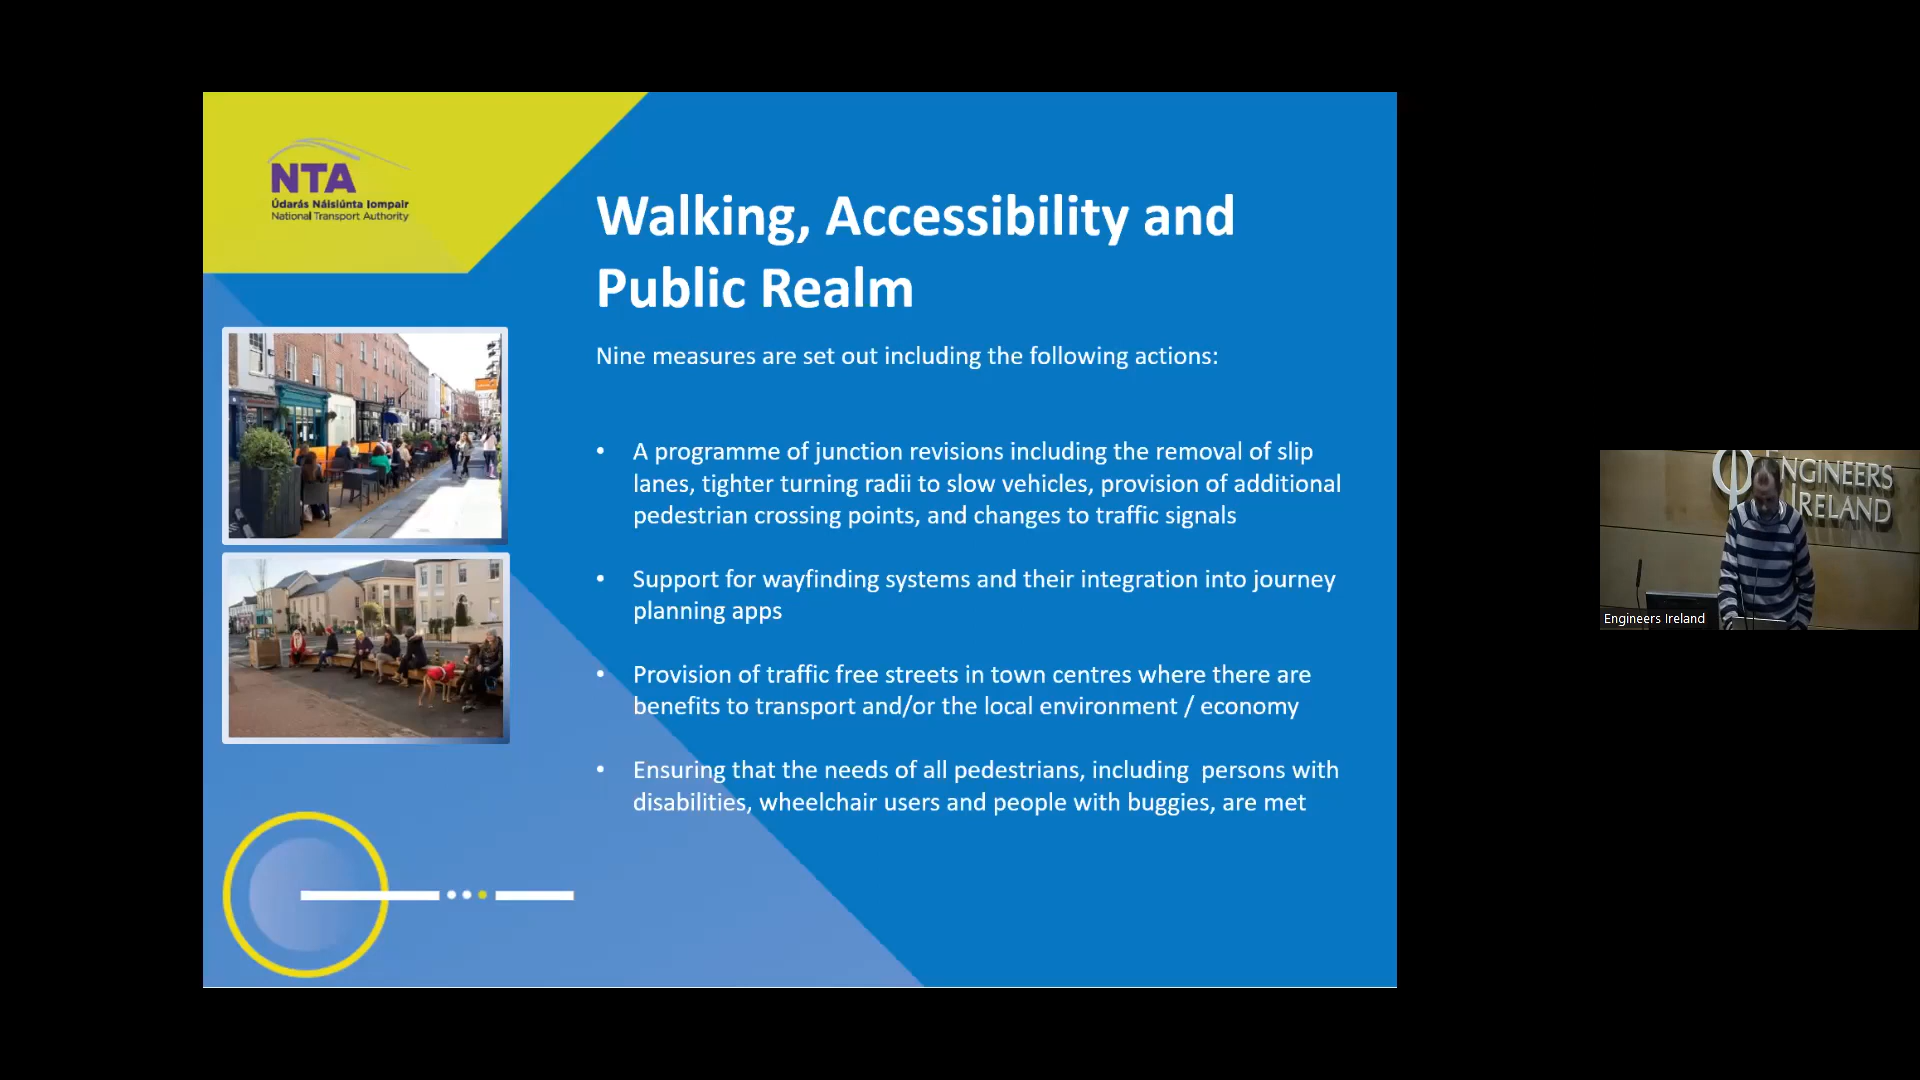 NTA
Údarás Náisiúnta Iompair
National Transport Authority
Walking, Accessibility and
Public Realm
Nine measures are set out including the following actions:
• A programme of junction revisions including the removal of slip
lanes, tighter turning radii to slow vehicles, provision of additional
pedestrian crossing points, and changes to traffic signals
• Support for wayfinding systems and their integration into journey
planning apps
• Provision of traffic free streets in town centres where there are
benefits to transport and/or the local environment / economy
• Ensuring that the needs of all pedestrians, including  persons with
disabilities, wheelchair users and people with buggies, are met
ENGINEERS
IRELAND
Engineers Ireland